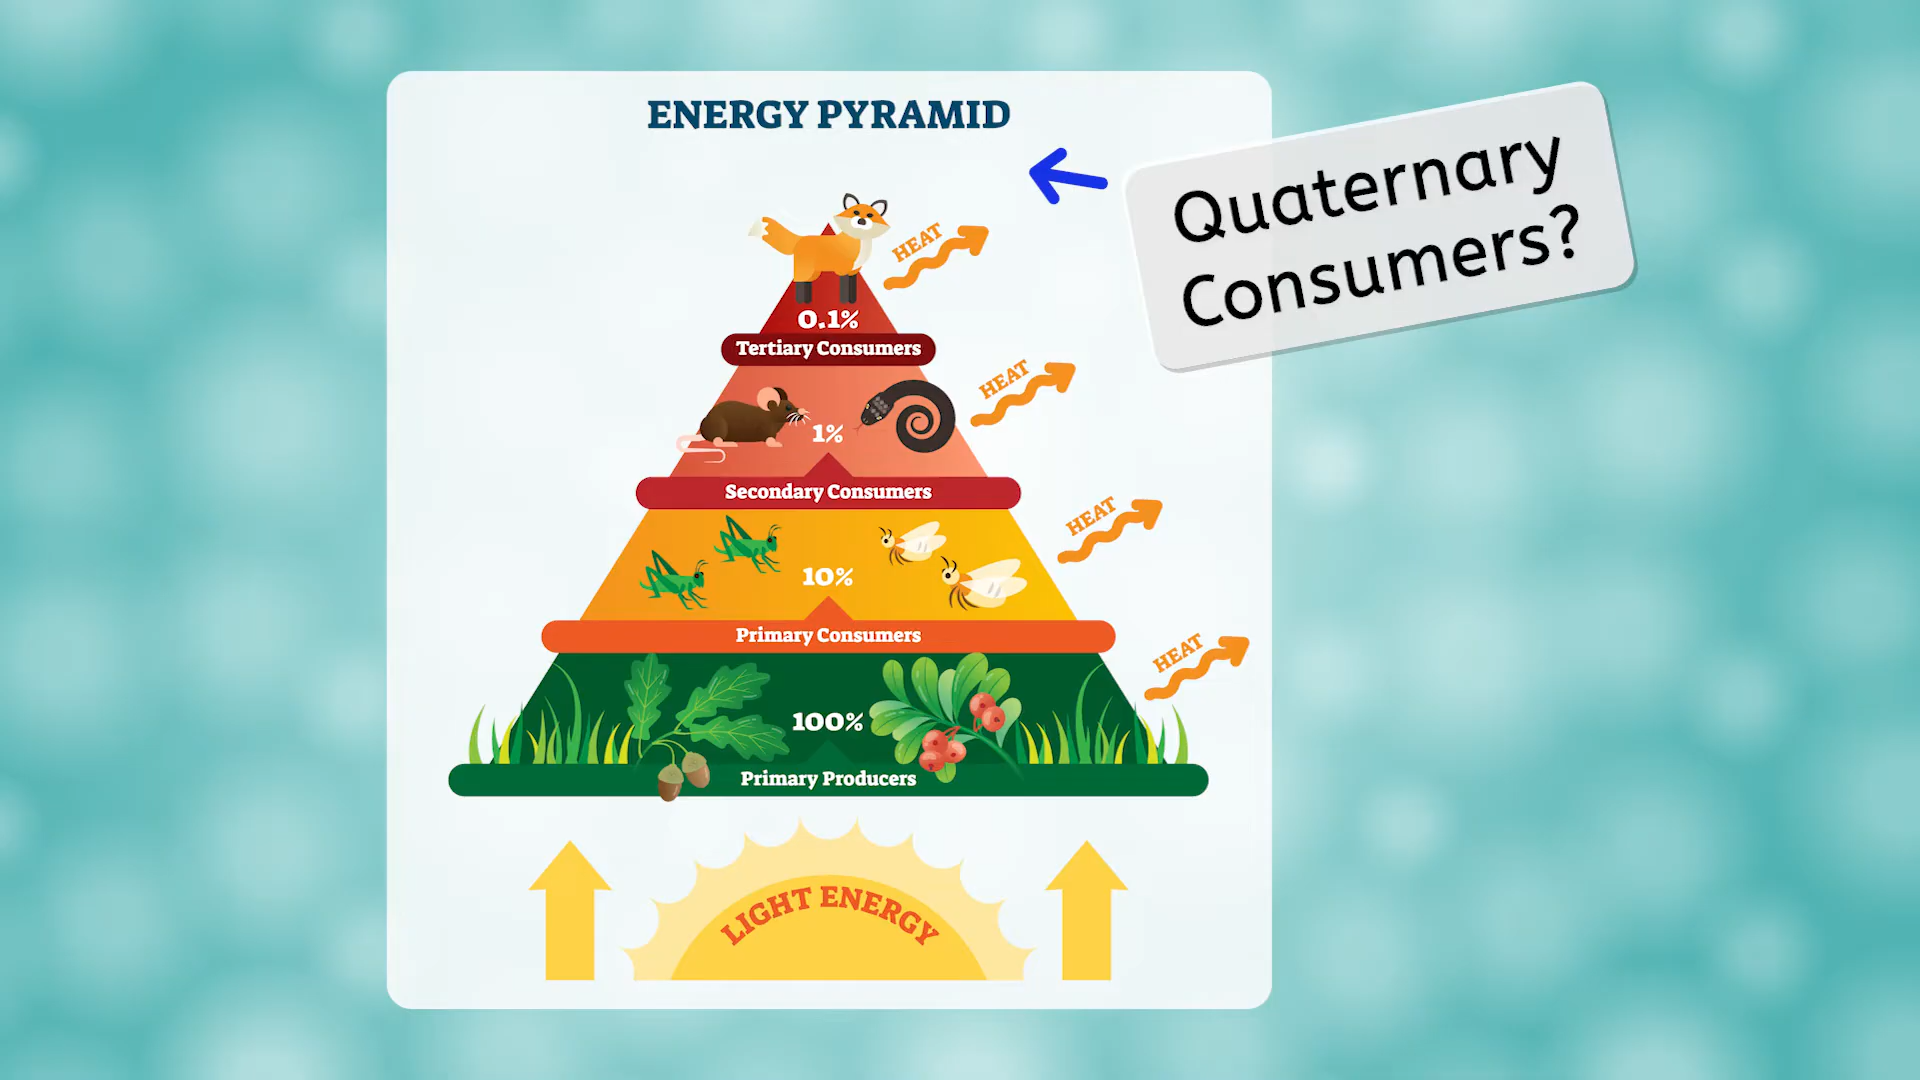 ENERGY PYRAMID
Quaternary
Consumers?
HEAT
0.1%
Tertiary Consumers
HEAT
1%
Secondary Consumers
HEAT
10%
Primary Consumers
HEAT
100%
Primary Producers
LIGHT ENERGY